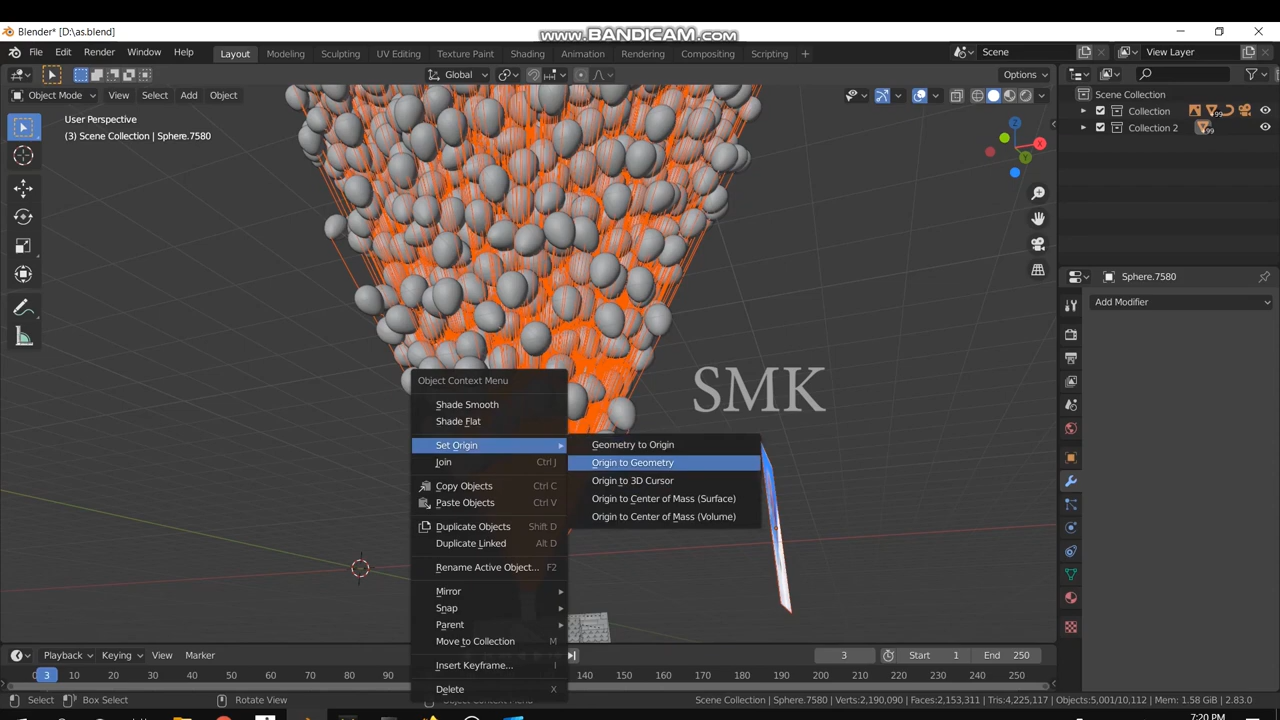 Blender* [D:\as.blend]
www.BANDICAM.com
File Edit Render Window Help
Layout Modeling Sculpting UV Editing Texture Paint Shading Animation Rendering Compositing Scripting +
Scene
View Layer
Global
Options
Object Mode View Select Add Object
User Perspective
(3) Scene Collection | Sphere.7580
Scene Collection
Collection
99
Collection 2
99
Z
X
Y
Sphere.7580
Add Modifier
SMK
Object Context Menu
Shade Smooth
Shade Flat
Set Origin
Join Ctrl J
Copy Objects Ctrl C
Paste Objects Ctrl V
Duplicate Objects Shift D
Duplicate Linked Alt D
Rename Active Object... F2
Mirror
Snap
Parent
Move to Collection M
Insert Keyframe... I
Delete X
Geometry to Origin
Origin to Geometry
Origin to 3D Cursor
Origin to Center of Mass (Surface)
Origin to Center of Mass (Volume)
Playback Keying View Marker
3
Start 1 End 250
3 10 20 30 40 50 60 70 80 90 100 110 120 130 140 150 160 170 180 190 200 210 220 230 240 250
Select Box Select Rotate View Object Context Menu
Scene Collection | Sphere.7580 | Verts:2,190,090 | Faces:2,153,311 | Tris:4,225,117 | Objects:5,001/10,112 | Mem: 1.58 GiB | 2.83.0
7:20 PM